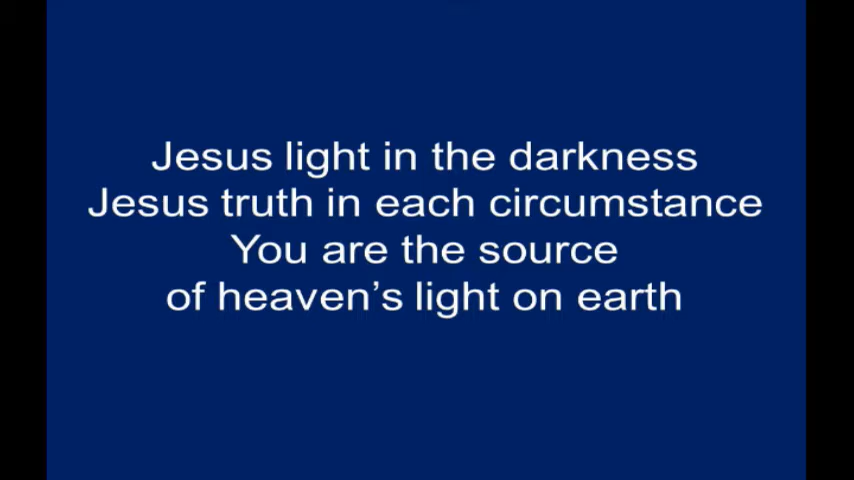 Jesus light in the darkness
Jesus truth in each circumstance
You are the source
of heaven’s light on earth